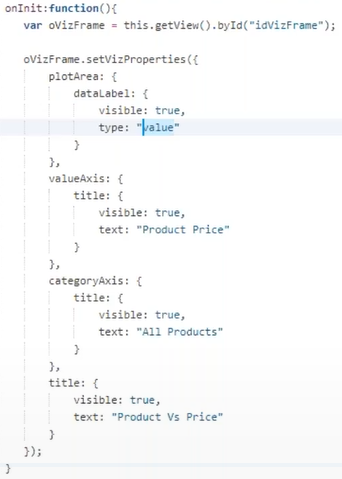 onInit:function(){
var oVizFrame = this.getView().byId("idVizFrame");
oVizFrame.setVizProperties({
plotArea: {
dataLabel: {
visible: true,
type: "value"
}
},
valueAxis: {
title: {
visible: true,
text: "Product Price"
}
},
categoryAxis: {
title: {
visible: true,
text: "All Products"
}
},
title: {
visible: true,
text: "Product Vs Price"
}
});
}